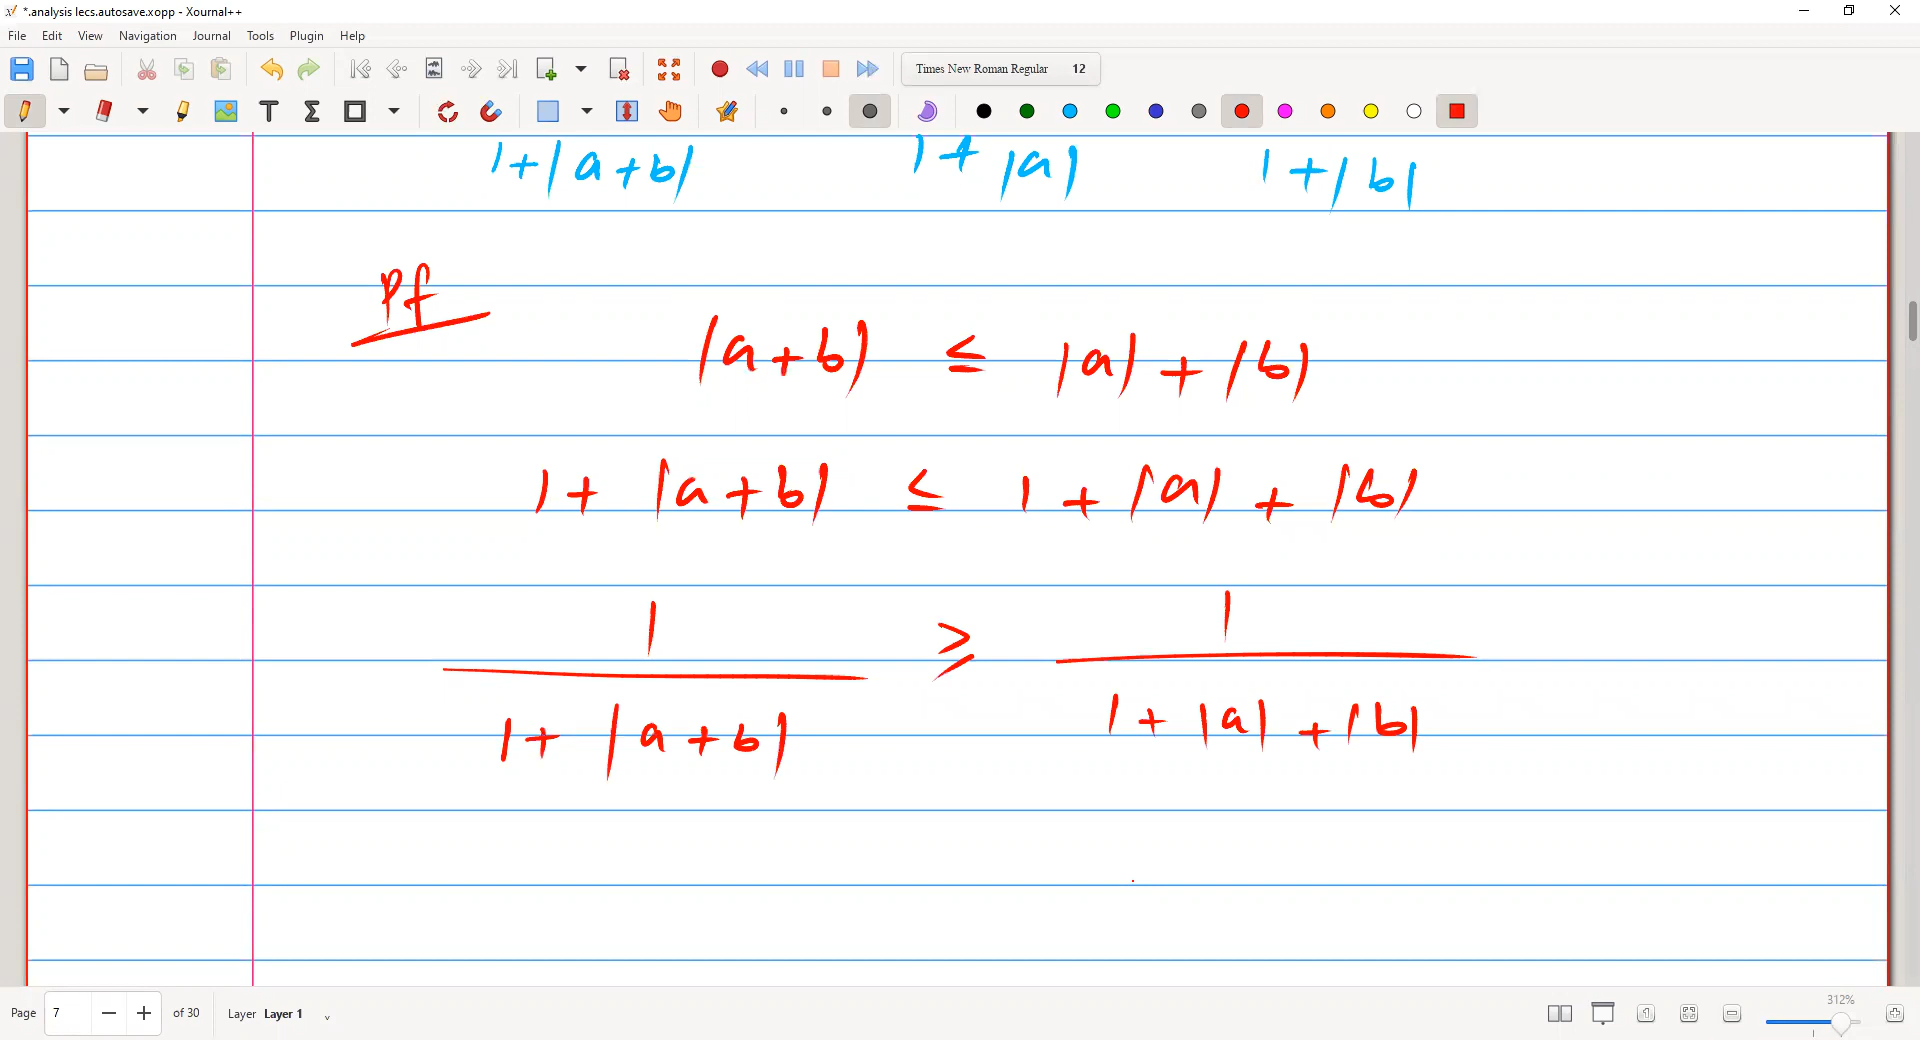 *.analysis lecs.autosave.xopp - Xournal++
File Edit View Navigation Journal Tools Plugin Help
Times New Roman Regular 12
1+|a+b| 1+|a| 1+|b|
Pf
|a+b| ≤ |a|+|b|
1+ |a+b| ≤ 1+|a|+|b|
1 ≥ 1
1+ |a+b| 1+ |a| +|b|
Page 7 of 30 Layer Layer 1 312%